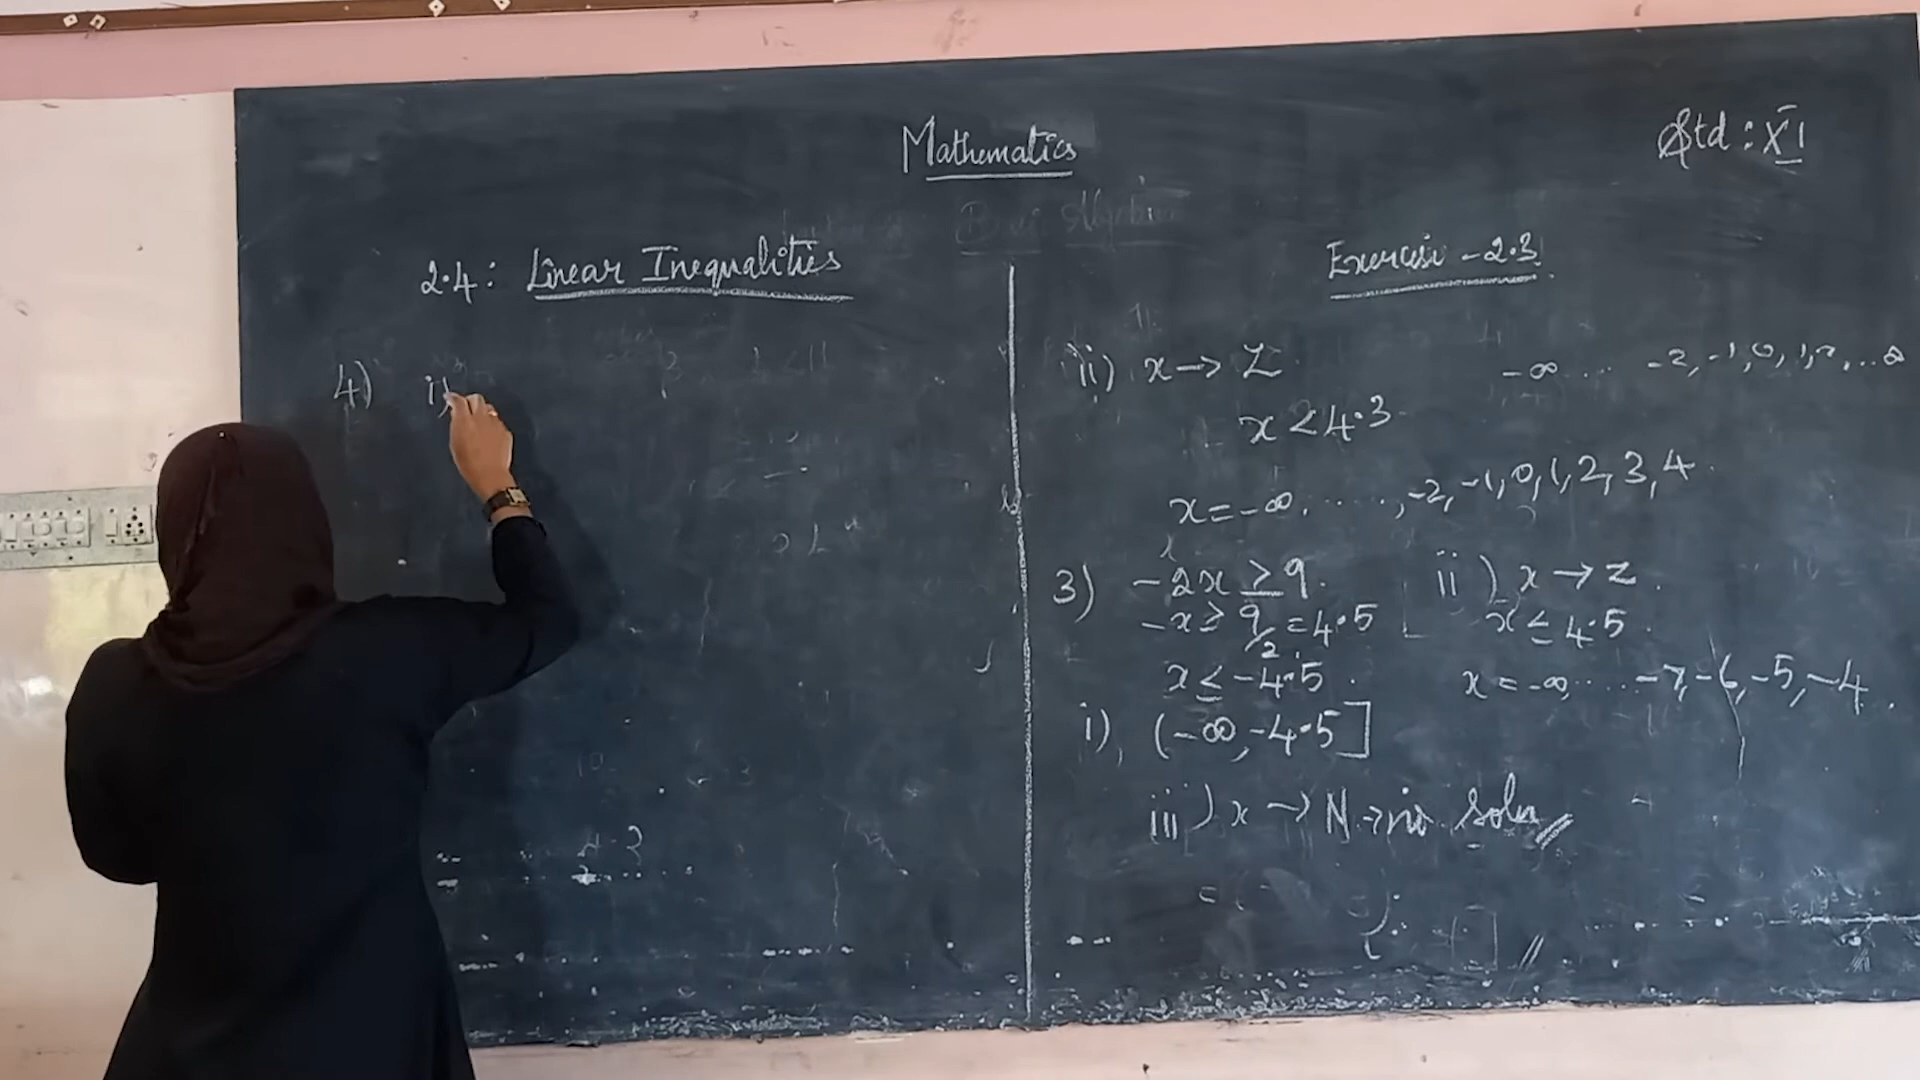 Mathematics
Std : XI
2.4 : Linear Inequalities
4) i)
Exercise - 2.3
ii) x → Z
-∞ .... -2, -1, 0, 1, 2, ... ∞
x < 4.3
x = -∞, ....., -2, -1, 0, 1, 2, 3, 4
3) -2x ≥ 9
-x ≥ 9/2 = 4.5
x ≤ -4.5
i) (-∞, -4.5]
ii) x → Z
x ≤ 4.5
x = -∞, .... -7, -6, -5, -4
iii) x → N → no soln